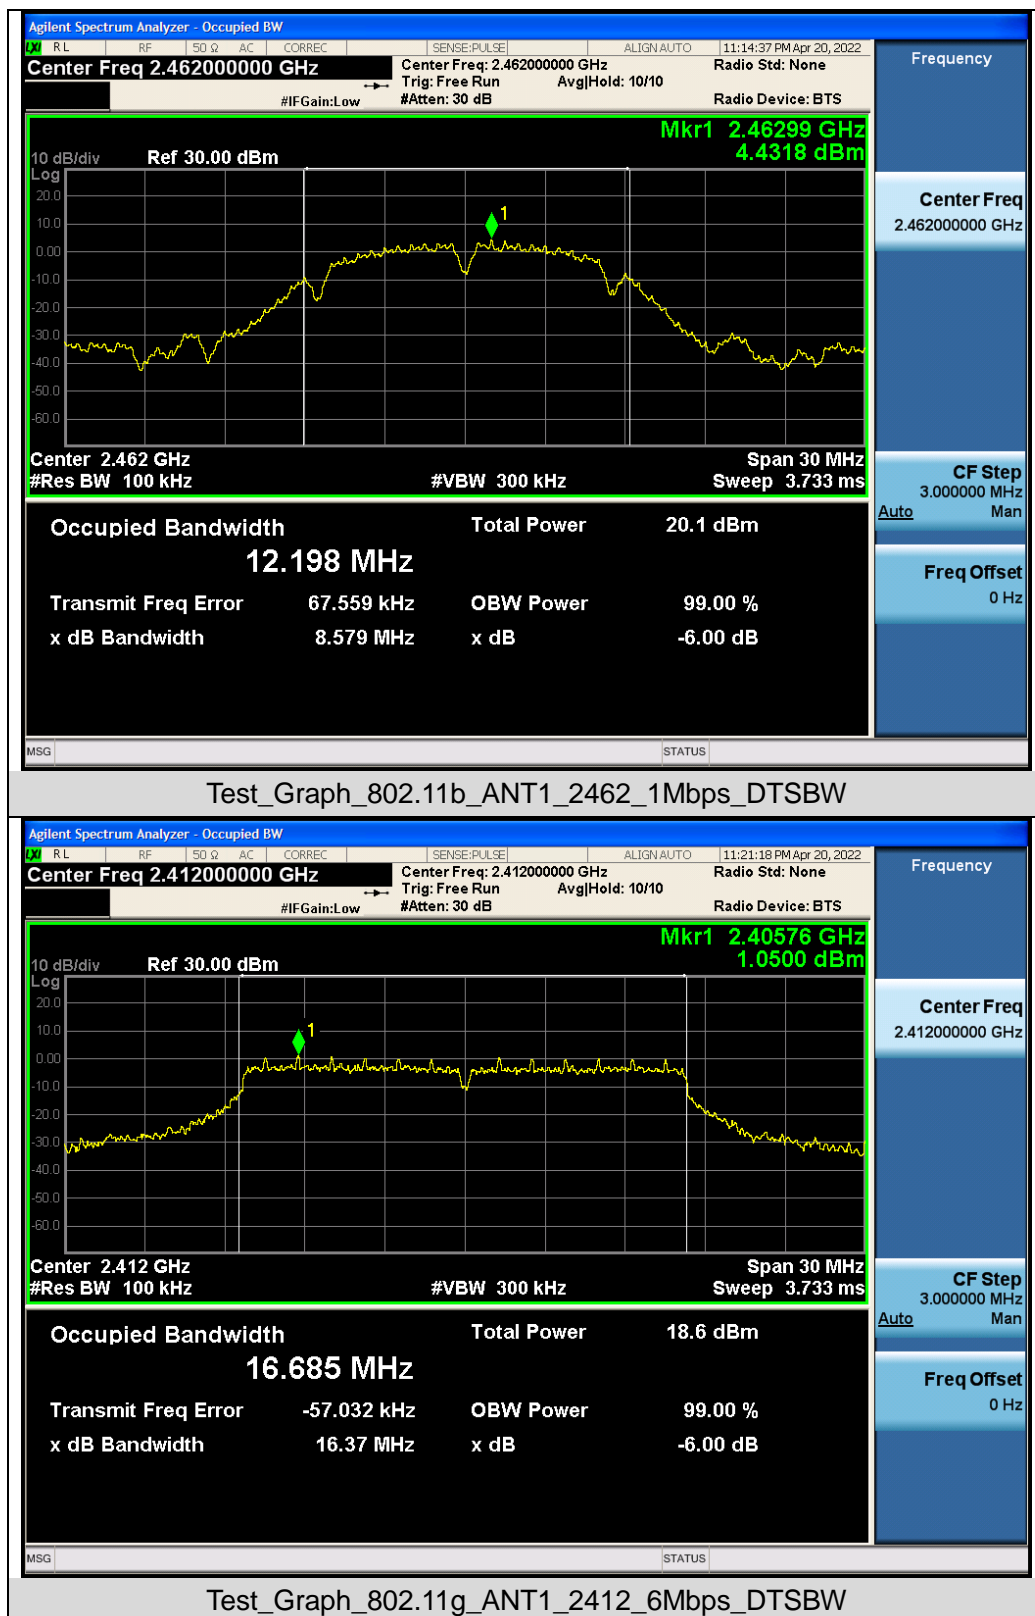 Agilent Spectrum Analyzer - Occupied BW
LXI RL RF 50 Ω AC CORREC SENSE:PULSE ALIGN AUTO 11:14:37 PM Apr 20, 2022
Center Freq 2.462000000 GHz Center Freq: 2.462000000 GHz Radio Std: None
Trig: Free Run Avg|Hold: 10/10
#IFGain:Low #Atten: 30 dB Radio Device: BTS
Mkr1 2.46299 GHz
4.4318 dBm
10 dB/div Ref 30.00 dBm
Log
20.0
10.0
0.00
-10.0
-20.0
-30.0
-40.0
-50.0
-60.0
1
Center 2.462 GHz Span 30 MHz
#Res BW 100 kHz #VBW 300 kHz Sweep 3.733 ms
Occupied Bandwidth Total Power 20.1 dBm
12.198 MHz
Transmit Freq Error 67.559 kHz OBW Power 99.00 %
x dB Bandwidth 8.579 MHz x dB -6.00 dB
MSG STATUS
Frequency
Center Freq
2.462000000 GHz
CF Step
3.000000 MHz
Auto Man
Freq Offset
0 Hz
Test_Graph_802.11b_ANT1_2462_1Mbps_DTSBW
Agilent Spectrum Analyzer - Occupied BW
LXI RL RF 50 Ω AC CORREC SENSE:PULSE ALIGN AUTO 11:21:18 PM Apr 20, 2022
Center Freq 2.412000000 GHz Center Freq: 2.412000000 GHz Radio Std: None
Trig: Free Run Avg|Hold: 10/10
#IFGain:Low #Atten: 30 dB Radio Device: BTS
Mkr1 2.40576 GHz
1.0500 dBm
10 dB/div Ref 30.00 dBm
Log
20.0
10.0
0.00
-10.0
-20.0
-30.0
-40.0
-50.0
-60.0
1
Center 2.412 GHz Span 30 MHz
#Res BW 100 kHz #VBW 300 kHz Sweep 3.733 ms
Occupied Bandwidth Total Power 18.6 dBm
16.685 MHz
Transmit Freq Error -57.032 kHz OBW Power 99.00 %
x dB Bandwidth 16.37 MHz x dB -6.00 dB
MSG STATUS
Frequency
Center Freq
2.412000000 GHz
CF Step
3.000000 MHz
Auto Man
Freq Offset
0 Hz
Test_Graph_802.11g_ANT1_2412_6Mbps_DTSBW